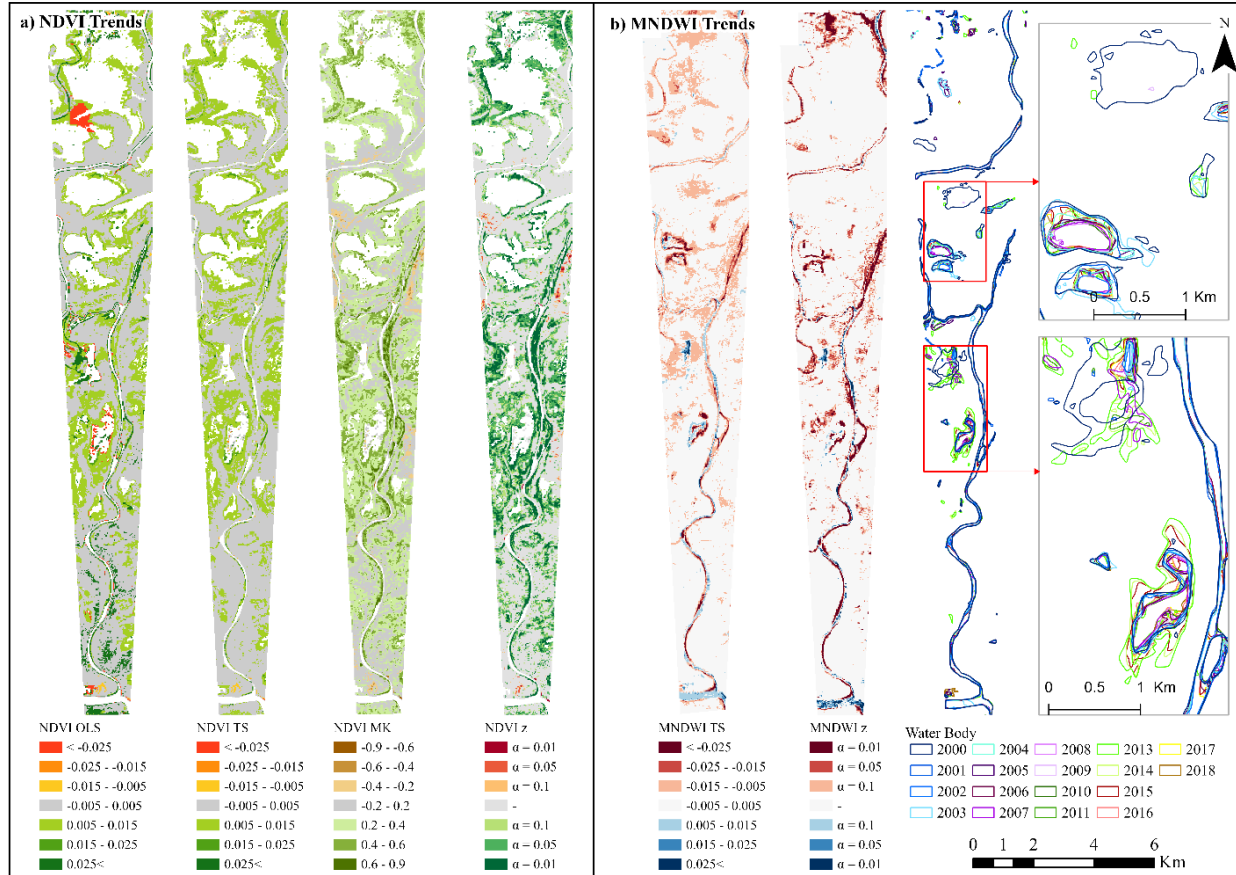 a) NDVI Trends
b) MNDWI Trends
N
0 0.5 1 Km
0 0.5 1 Km
NDVI OLS
< -0.025
-0.025 - -0.015
-0.015 - -0.005
-0.005 - 0.005
0.005 - 0.015
0.015 - 0.025
0.025<
NDVI TS
< -0.025
-0.025 - -0.015
-0.015 - -0.005
-0.005 - 0.005
0.005 - 0.015
0.015 - 0.025
0.025<
NDVI MK
-0.9 - -0.6
-0.6 - -0.4
-0.4 - -0.2
-0.2 - 0.2
0.2 - 0.4
0.4 - 0.6
0.6 - 0.9
NDVI z
α = 0.01
α = 0.05
α = 0.1
-
α = 0.1
α = 0.05
α = 0.01
MNDWI TS
< -0.025
-0.025 - -0.015
-0.015 - -0.005
-0.005 - 0.005
0.005 - 0.015
0.015 - 0.025
0.025<
MNDWI z
α = 0.01
α = 0.05
α = 0.1
-
α = 0.1
α = 0.05
α = 0.01
Water Body
2000 2004 2008 2013 2017
2001 2005 2009 2014 2018
2002 2006 2010 2015
2003 2007 2011 2016
0 1 2 4 6
Km